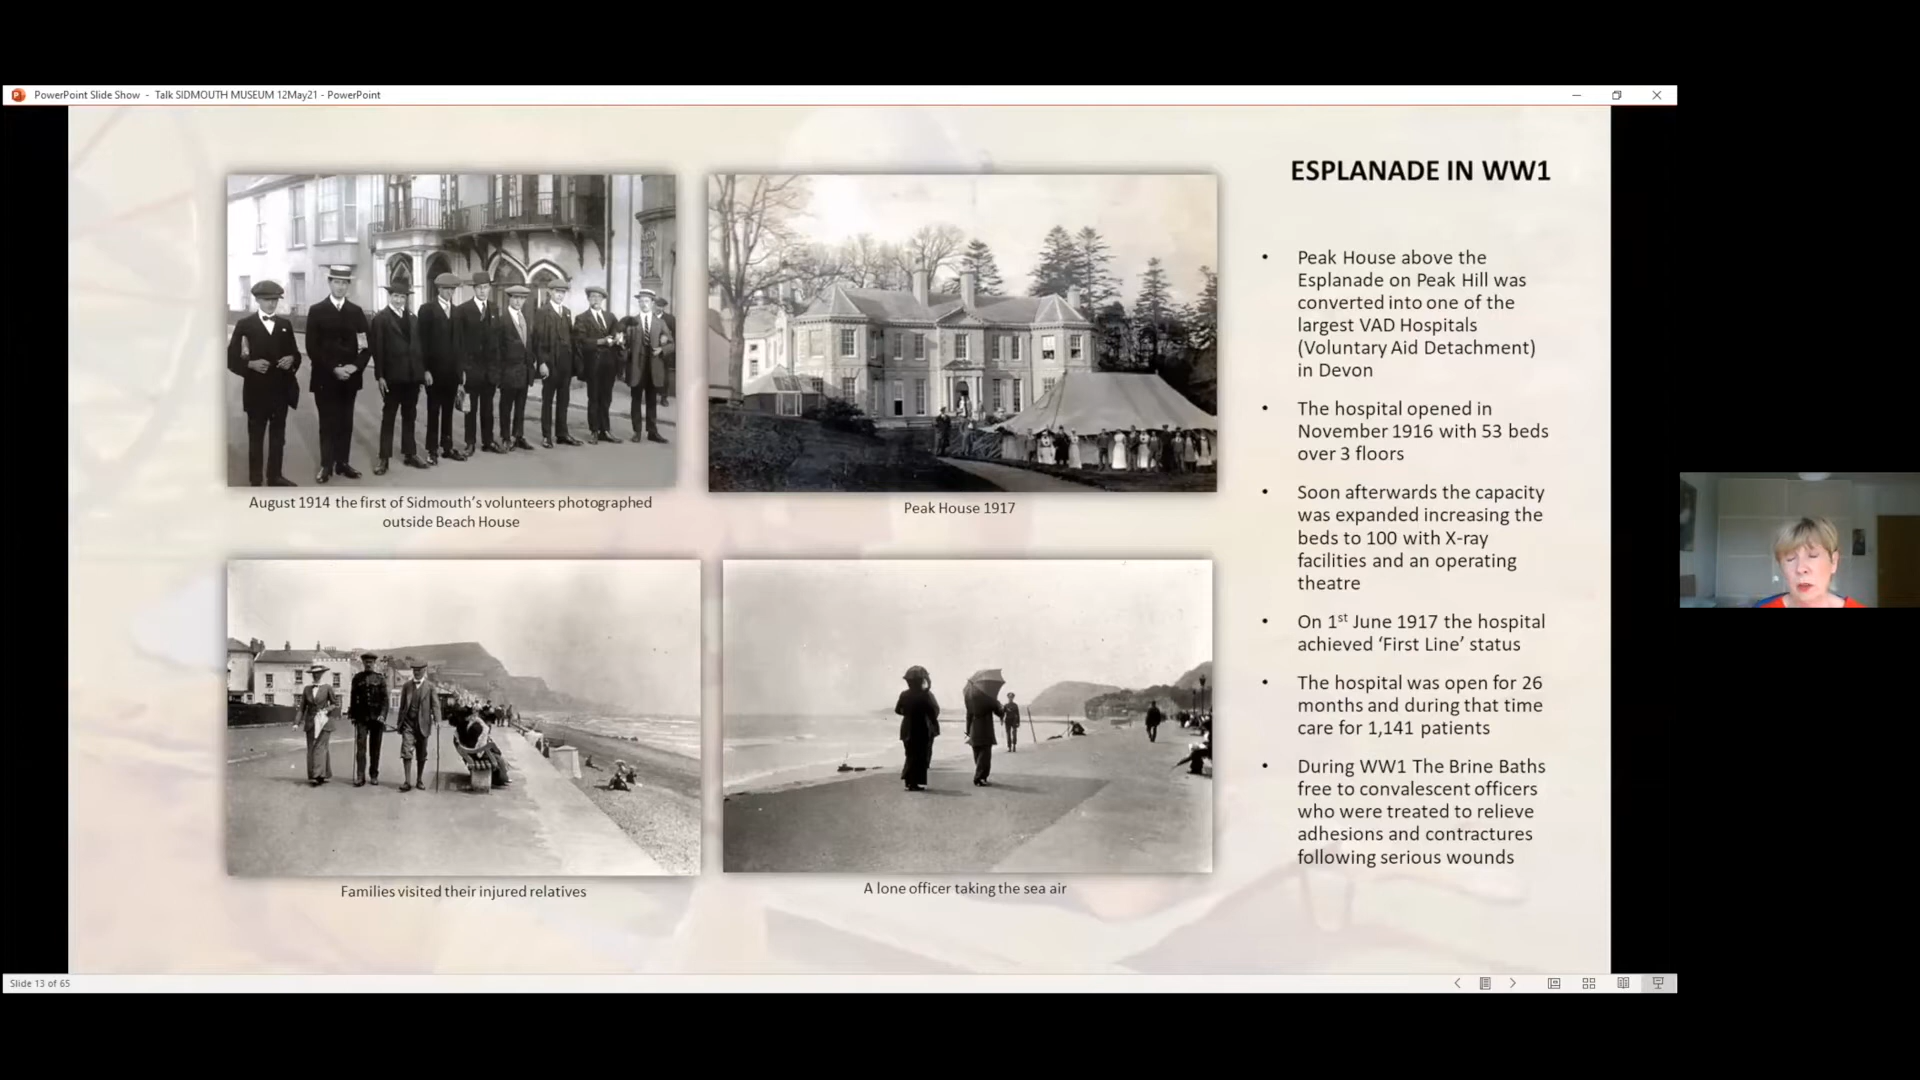 PowerPoint Slide Show - Talk SIDMOUTH MUSEUM 12May21 - PowerPoint
ESPLANADE IN WW1
August 1914 the first of Sidmouth's volunteers photographed
outside Beach House
Peak House 1917
Families visited their injured relatives
A lone officer taking the sea air
• Peak House above the
Esplanade on Peak Hill was
converted into one of the
largest VAD Hospitals
(Voluntary Aid Detachment)
in Devon
• The hospital opened in
November 1916 with 53 beds
over 3 floors
• Soon afterwards the capacity
was expanded increasing the
beds to 100 with X-ray
facilities and an operating
theatre
• On 1st June 1917 the hospital
achieved 'First Line' status
• The hospital was open for 26
months and during that time
care for 1,141 patients
• During WW1 The Brine Baths
free to convalescent officers
who were treated to relieve
adhesions and contractures
following serious wounds
Slide 13 of 65